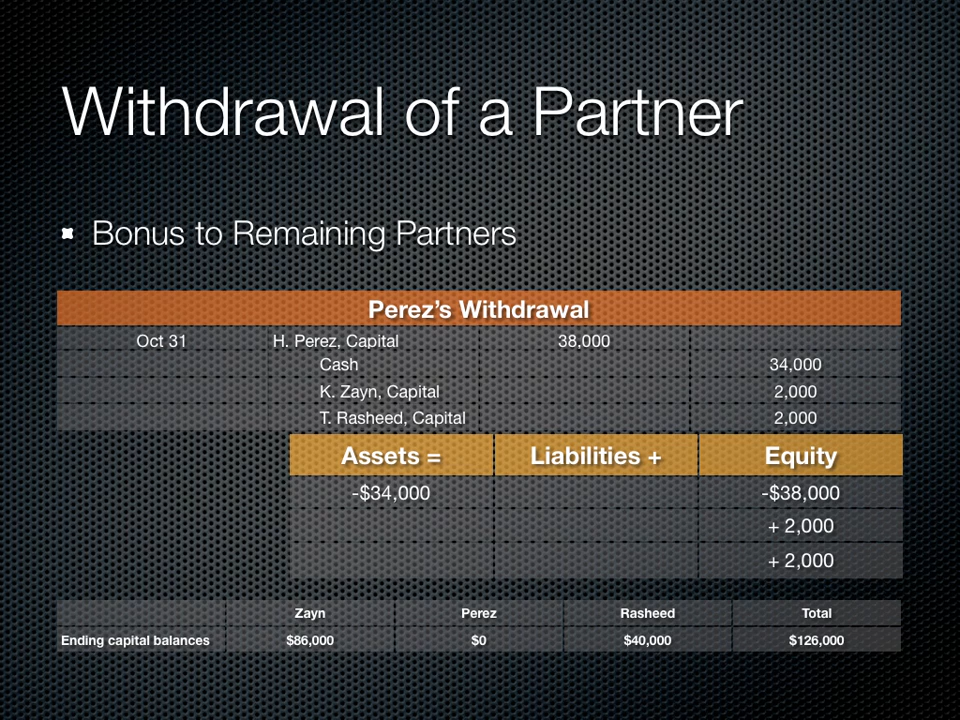 Withdrawal of a Partner
Bonus to Remaining Partners
Perez’s Withdrawal
Oct 31 H. Perez, Capital 38,000
Cash 34,000
K. Zayn, Capital 2,000
T. Rasheed, Capital 2,000
Assets = Liabilities + Equity
-$34,000 -$38,000
+ 2,000
+ 2,000
Zayn Perez Rasheed Total
Ending capital balances $86,000 $0 $40,000 $126,000